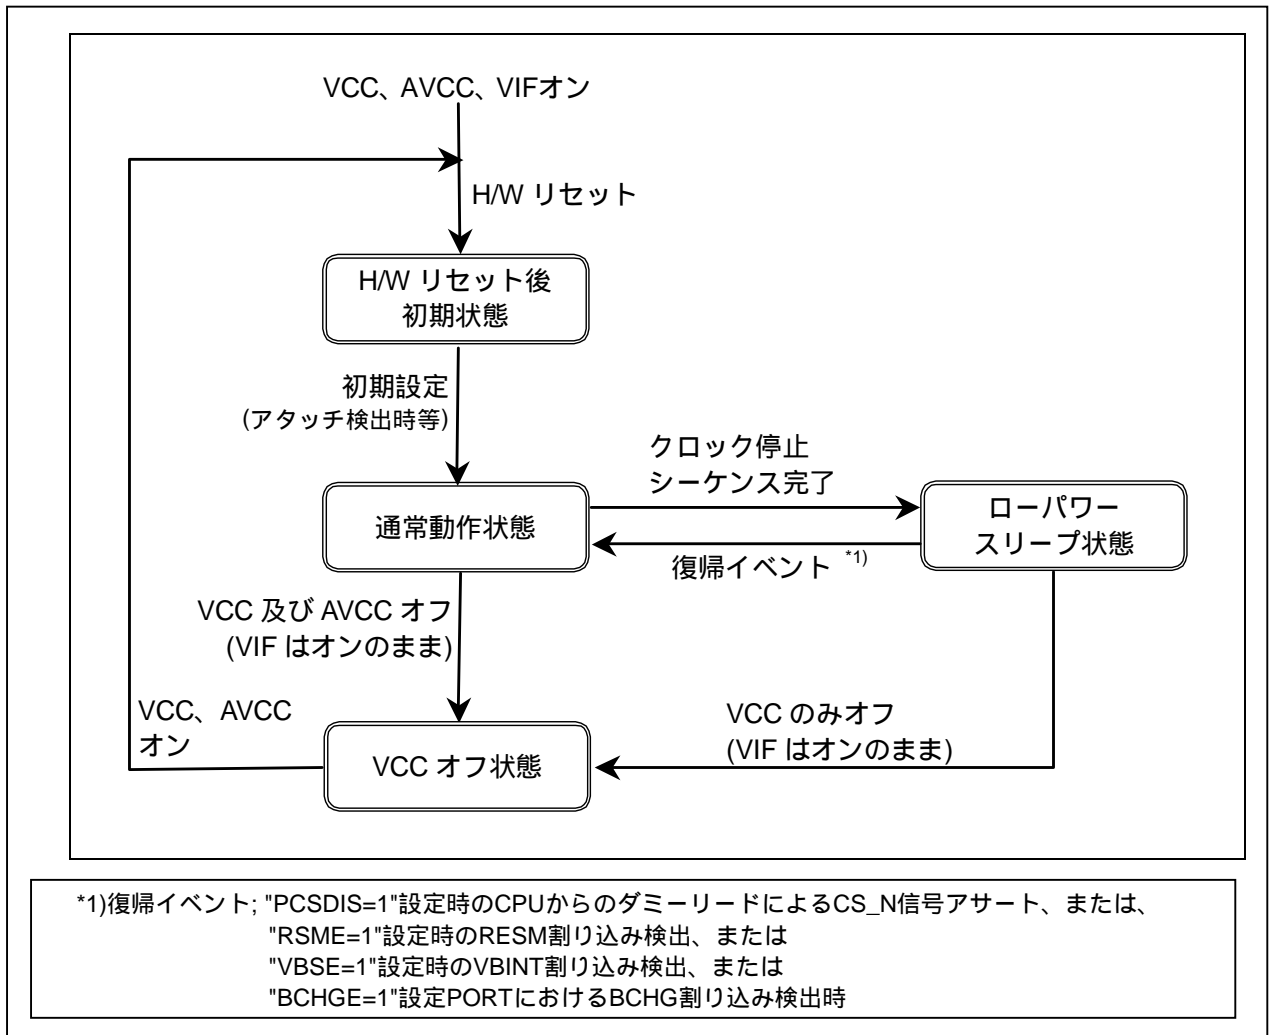 VCC、AVCC、VIFオン
H/W リセット
H/W リセット後
初期状態
初期設定
(アタッチ検出時等)
クロック停止
シーケンス完了
通常動作状態
ローパワー
スリープ状態
復帰イベント *1)
VCC 及び AVCC オフ
(VIF はオンのまま)
VCC、AVCC
オン
VCC のみオフ
(VIF はオンのまま)
VCC オフ状態
*1)復帰イベント; "PCSDIS=1"設定時のCPUからのダミーリードによるCS_N信号アサート、または、
"RSME=1"設定時のRESM割り込み検出、または
"VBSE=1"設定時のVBINT割り込み検出、または
"BCHGE=1"設定PORTにおけるBCHG割り込み検出時